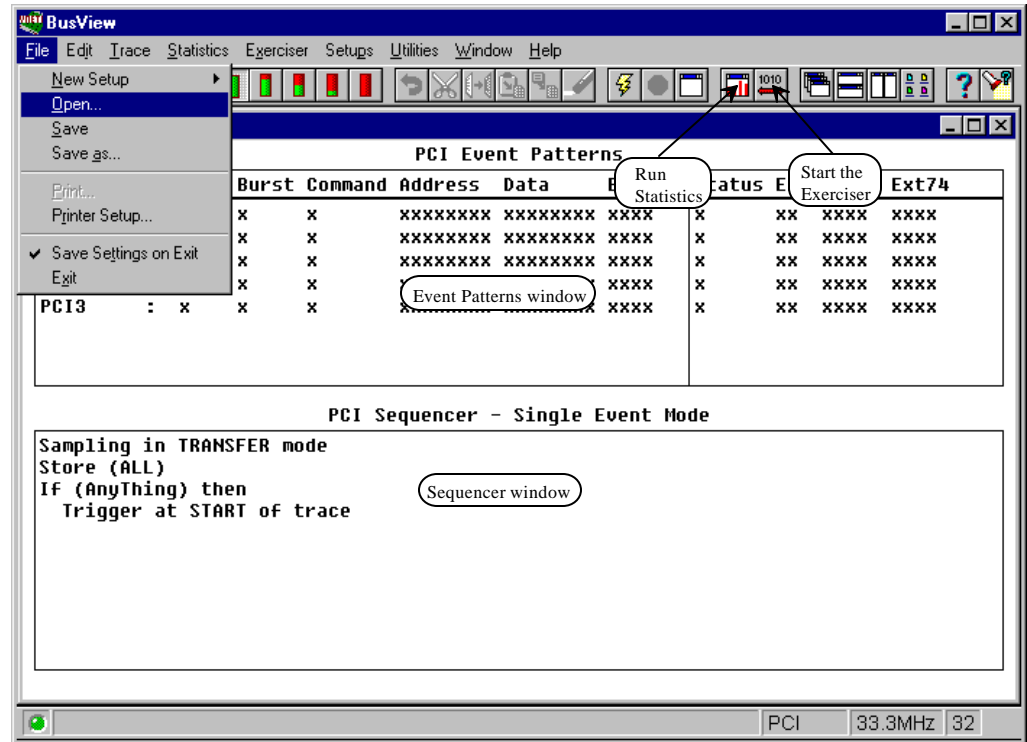 BusView
File Edit Trace Statistics Exerciser Setups Utilities Window Help
New Setup
Open...
Save
Save as...
Print...
Printer Setup...
Save Settings on Exit
Exit
1010
Run
Statistics
Start the
Exerciser
PCI Event Patterns
Burst Command Address Data Ext74
x x xxxxxxxx xxxxxxxx xxxx x xx xxxx xxxx
x x xxxxxxxx xxxxxxxx xxxx x xx xxxx xxxx
x x xxxxxxxx xxxxxxxx xxxx x xx xxxx xxxx
x x xxxx x xx xxxx xxxx
PCI3 : x x x xxxxxxxx xxxxxxxx xxxx x xx xxxx xxxx
Event Patterns window
PCI Sequencer - Single Event Mode
Sampling in TRANSFER mode
Store (ALL)
If (AnyThing) then
Trigger at START of trace
Sequencer window
PCI 33.3MHz 32